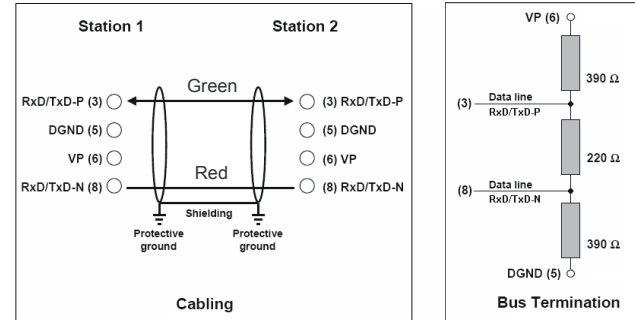 Station 1
Station 2
Green
RxD/TxD-P (3)
(3) RxD/TxD-P
DGND (5)
(5) DGND
VP (6)
(6) VP
Red
RxD/TxD-N (8)
(8) RxD/TxD-N
Shielding
Protective
ground
Protective
ground
Cabling
VP (6)
390 Ω
(3)
Data line
RxD/TxD-P
220 Ω
(8)
Data line
RxD/TxD-N
390 Ω
DGND (5)
Bus Termination